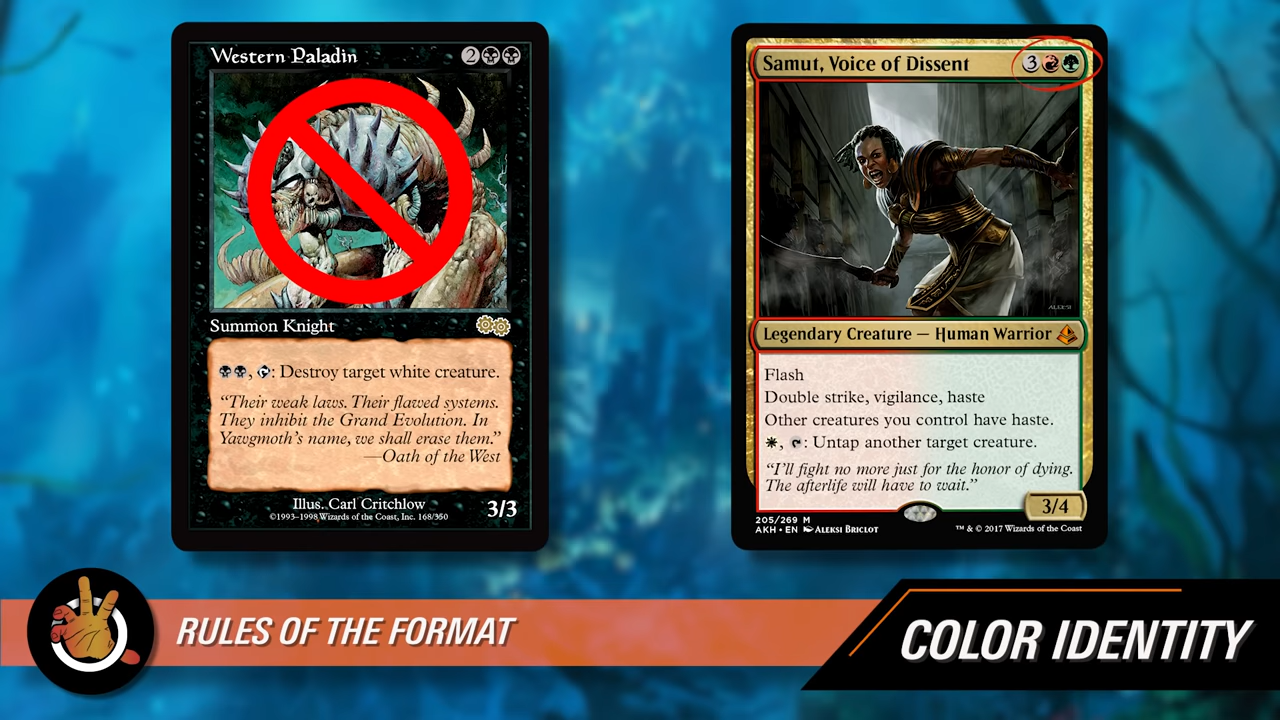 Western Paladin
2
Summon Knight
, : Destroy target white creature.
“Their weak laws. Their flawed systems.
They inhibit the Grand Evolution. In
Yawgmoth's name, we shall erase them.”
—Oath of the West
Illus. Carl Critchlow
©1993–1998 Wizards of the Coast, Inc. 168/350
3/3
Samut, Voice of Dissent
3
ALEKSI
Legendary Creature — Human Warrior
Flash
Double strike, vigilance, haste
Other creatures you control have haste.
, : Untap another target creature.
“I'll fight no more just for the honor of dying.
The afterlife will have to wait.”
3/4
205/269 M
AKH • EN ALEKSI BRICLOT
™ & © 2017 Wizards of the Coast
RULES OF THE FORMAT
COLOR IDENTITY